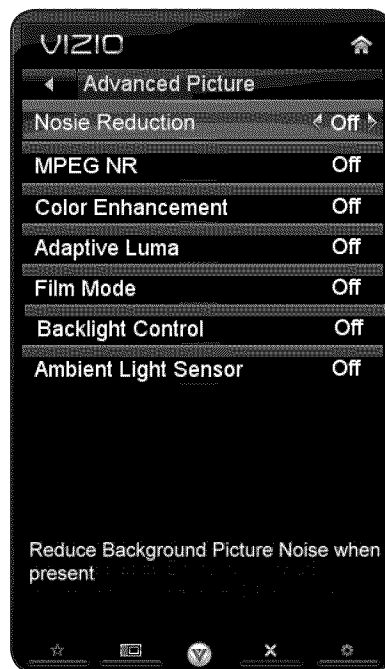 VIZIO
Advanced Picture
Nosie Reduction Off
MPEG NR Off
Color Enhancement Off
Adaptive Luma Off
Film Mode Off
Backlight Control Off
Ambient Light Sensor Off
Reduce Background Picture Noise when
present
V